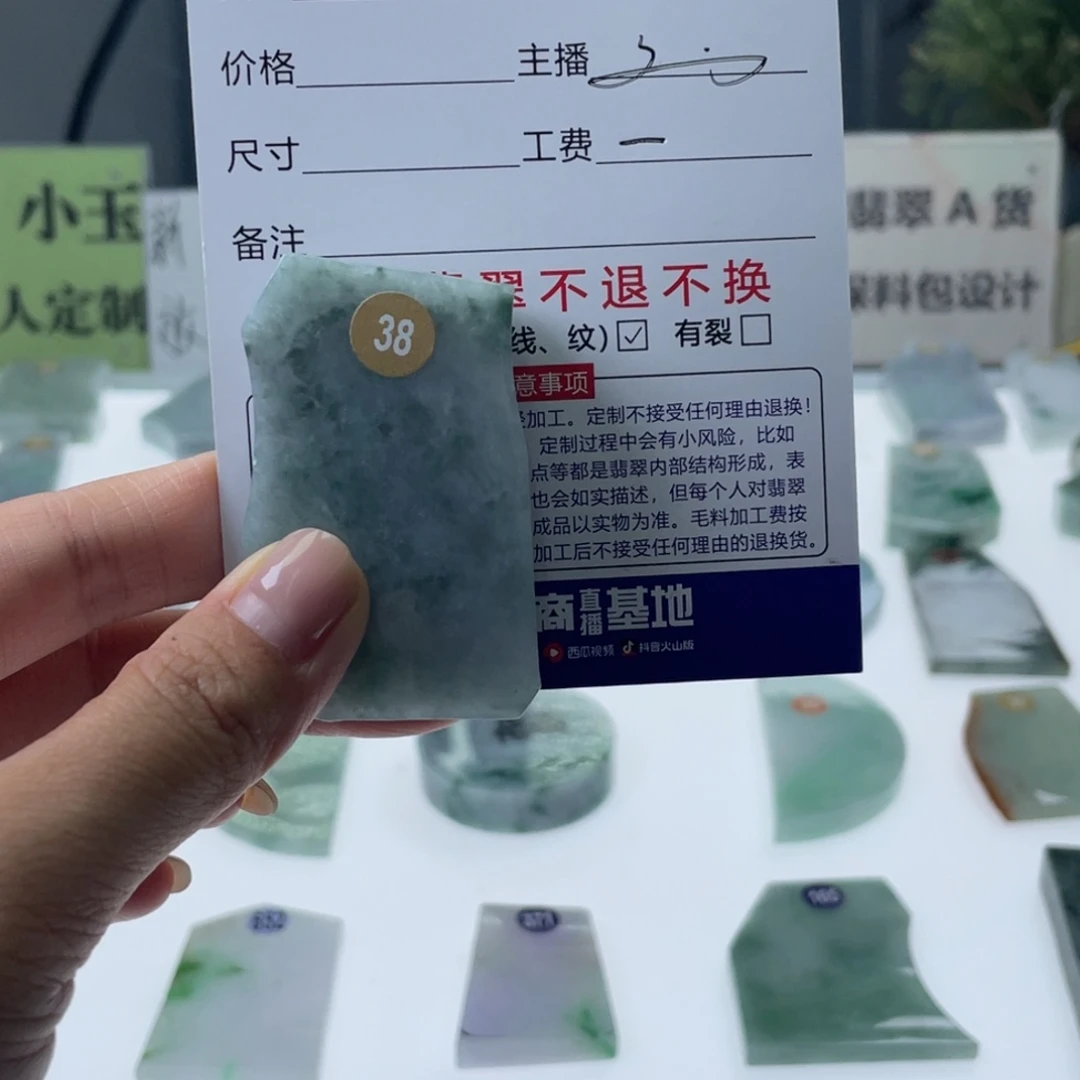 价格 主播
尺寸 工费 一
备注
翠不退不换
线、纹) ☑ 有裂 ☐
意事项
加工。定制不接受任何理由退换!
定制过程中会有小风险,比如
点等都是翡翠内部结构形成,表
也会如实描述,但每个人对翡翠
成品以实物为准。毛料加工费按
加工后不接受任何理由的退换货。
商直播基地
西瓜视频 抖音火山版
38
小玉
人定制
翡翠A货
料包设计